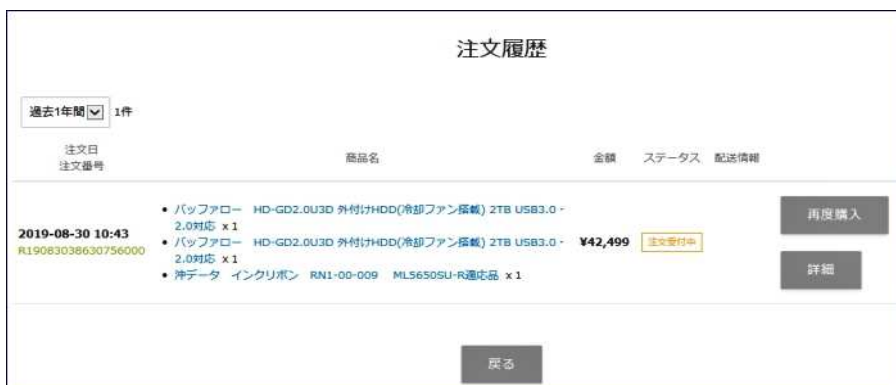 注文履歴
過去1年間 1件
注文日
注文番号
商品名
金額
ステータス
配送情報
2019-08-30 10:43
R19083038630756000
• バッファロー HD-GD2.0U3D 外付けHDD(冷却ファン搭載) 2TB USB3.0・
2.0対応 x 1
• バッファロー HD-GD2.0U3D 外付けHDD(冷却ファン搭載) 2TB USB3.0・
2.0対応 x 1
• 沖データ インクリボン RN1-00-009 ML5650SU-R適応品 x 1
¥42,499
注文受付中
再度購入
詳細
戻る